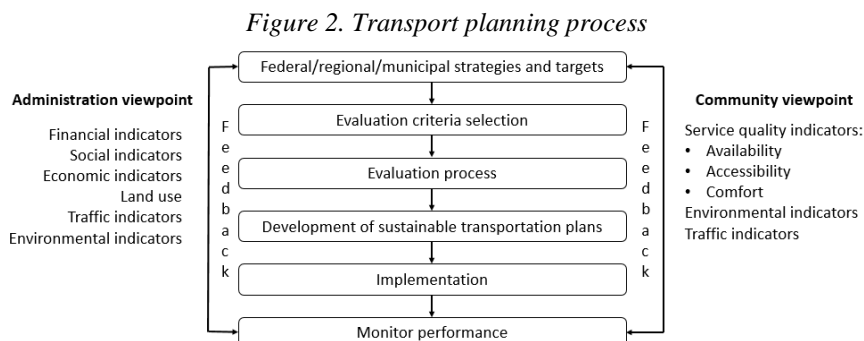 Figure 2. Transport planning process
Federal/regional/municipal strategies and targets
Administration viewpoint
Financial indicators
Social indicators
Economic indicators
Land use
Traffic indicators
Environmental indicators
Feedback
Evaluation criteria selection
Evaluation process
Development of sustainable transportation plans
Implementation
Monitor performance
Feedback
Community viewpoint
Service quality indicators:
• Availability
• Accessibility
• Comfort
Environmental indicators
Traffic indicators